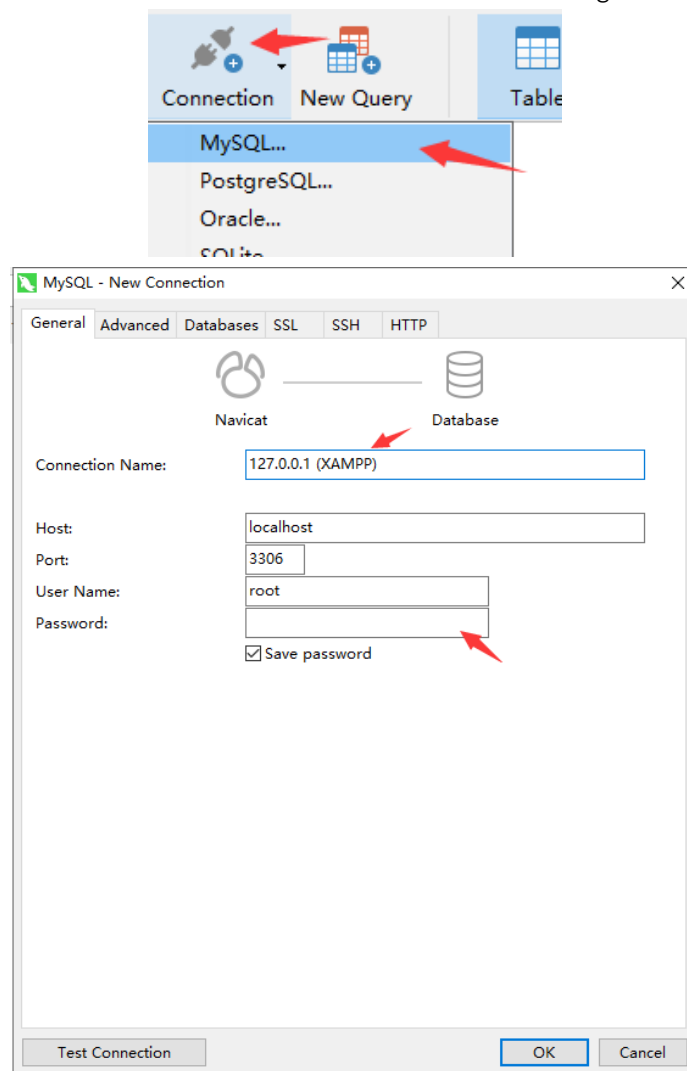 Connection New Query Table
MySQL...
PostgreSQL...
Oracle...
MySQL - New Connection
General Advanced Databases SSL SSH HTTP
Navicat Database
Connection Name: 127.0.0.1 (XAMPP)
Host: localhost
Port: 3306
User Name: root
Password:
Save password
Test Connection OK Cancel